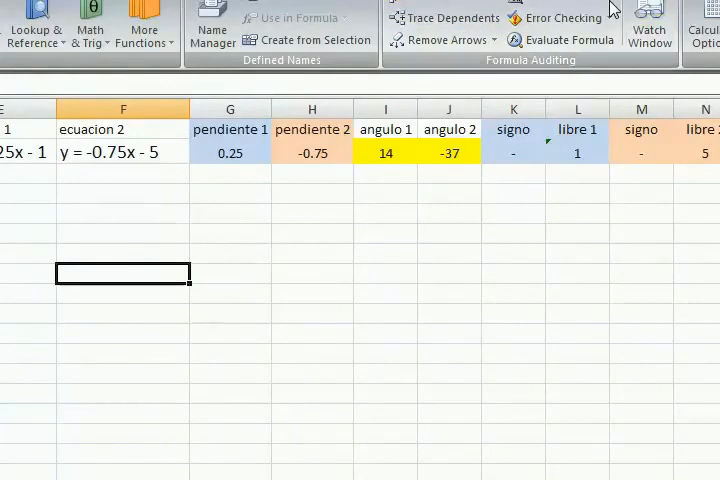 Lookup & Reference
Math & Trig
More Functions
Name Manager
Use in Formula
Create from Selection
Defined Names
Trace Dependents
Remove Arrows
Error Checking
Evaluate Formula
Formula Auditing
Watch Window
E F G H I J K L M N
1 ecuacion 2 pendiente 1 pendiente 2 angulo 1 angulo 2 signo libre 1 signo libre
25x - 1 y = -0.75x - 5 0.25 -0.75 14 -37 - 1 - 5